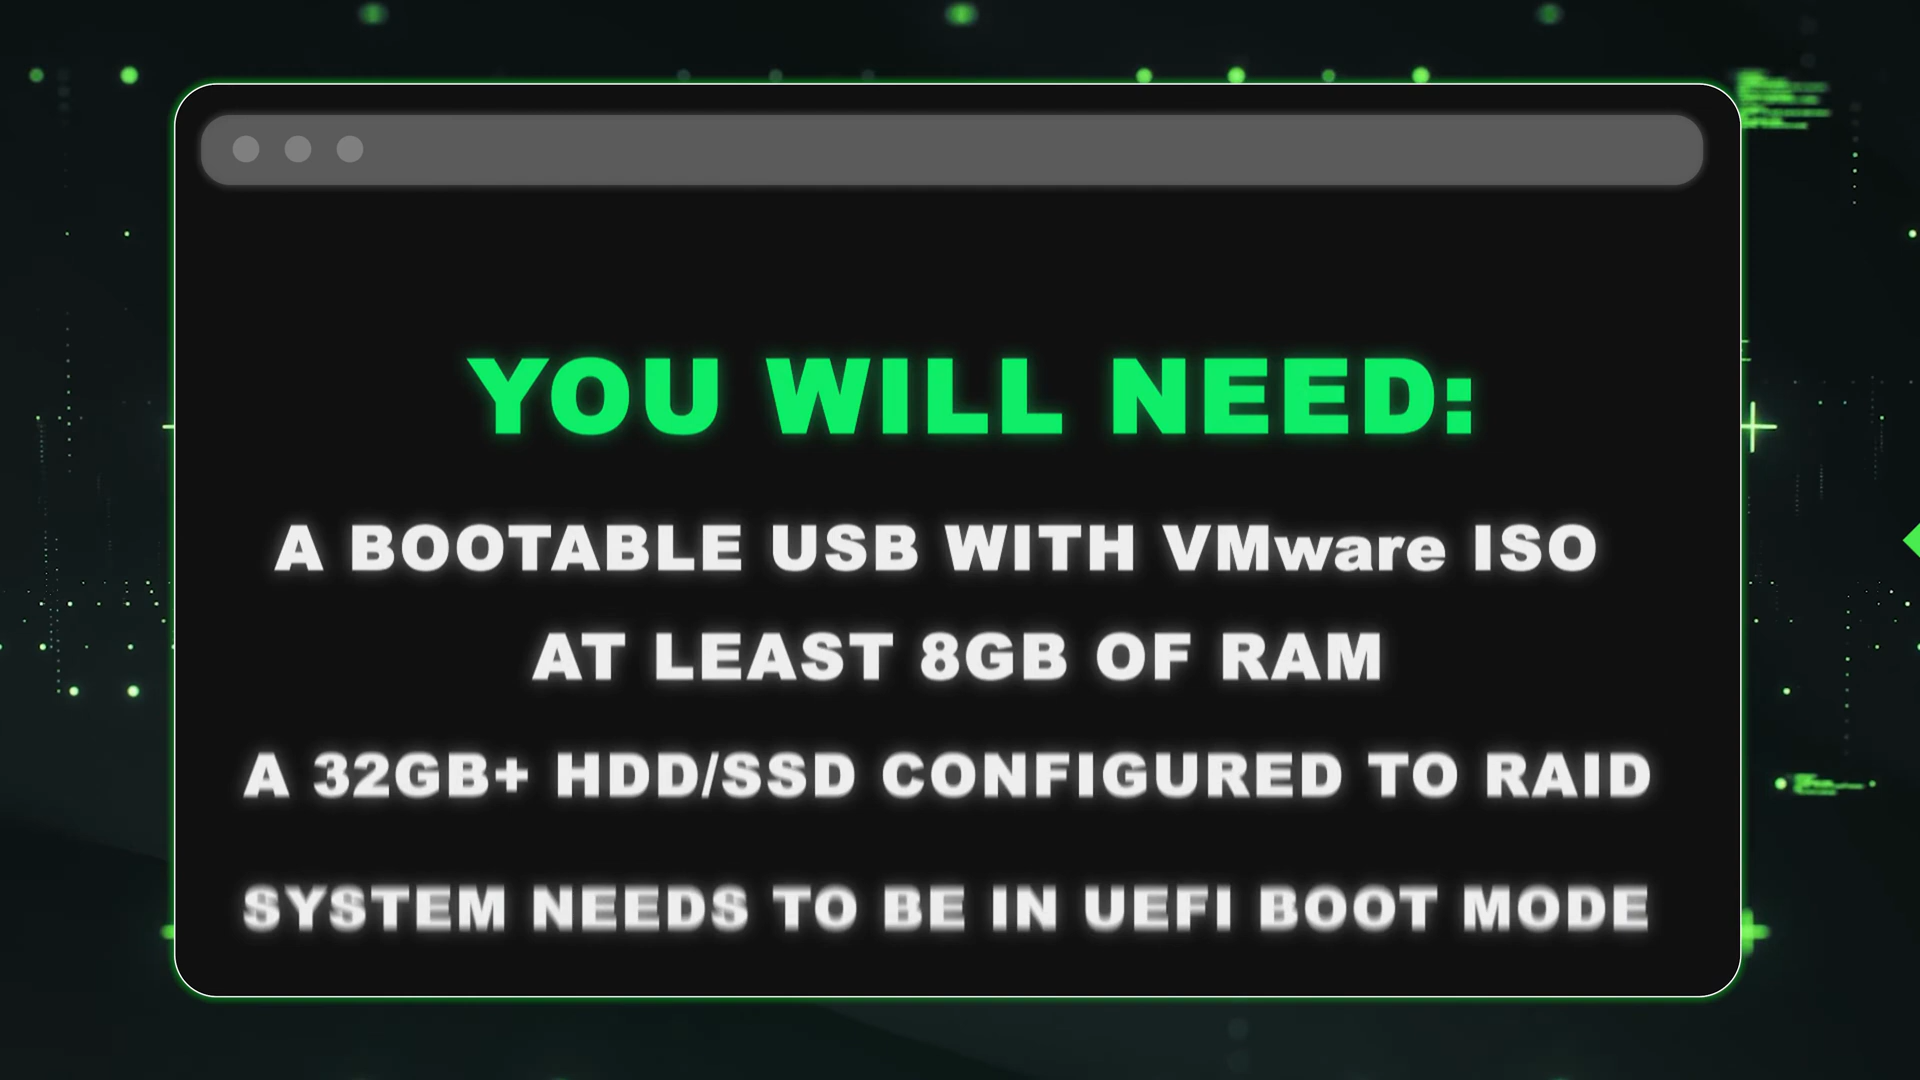 YOU WILL NEED:
A BOOTABLE USB WITH VMware ISO
AT LEAST 8GB OF RAM
A 32GB+ HDD/SSD CONFIGURED TO RAID
SYSTEM NEEDS TO BE IN UEFI BOOT MODE